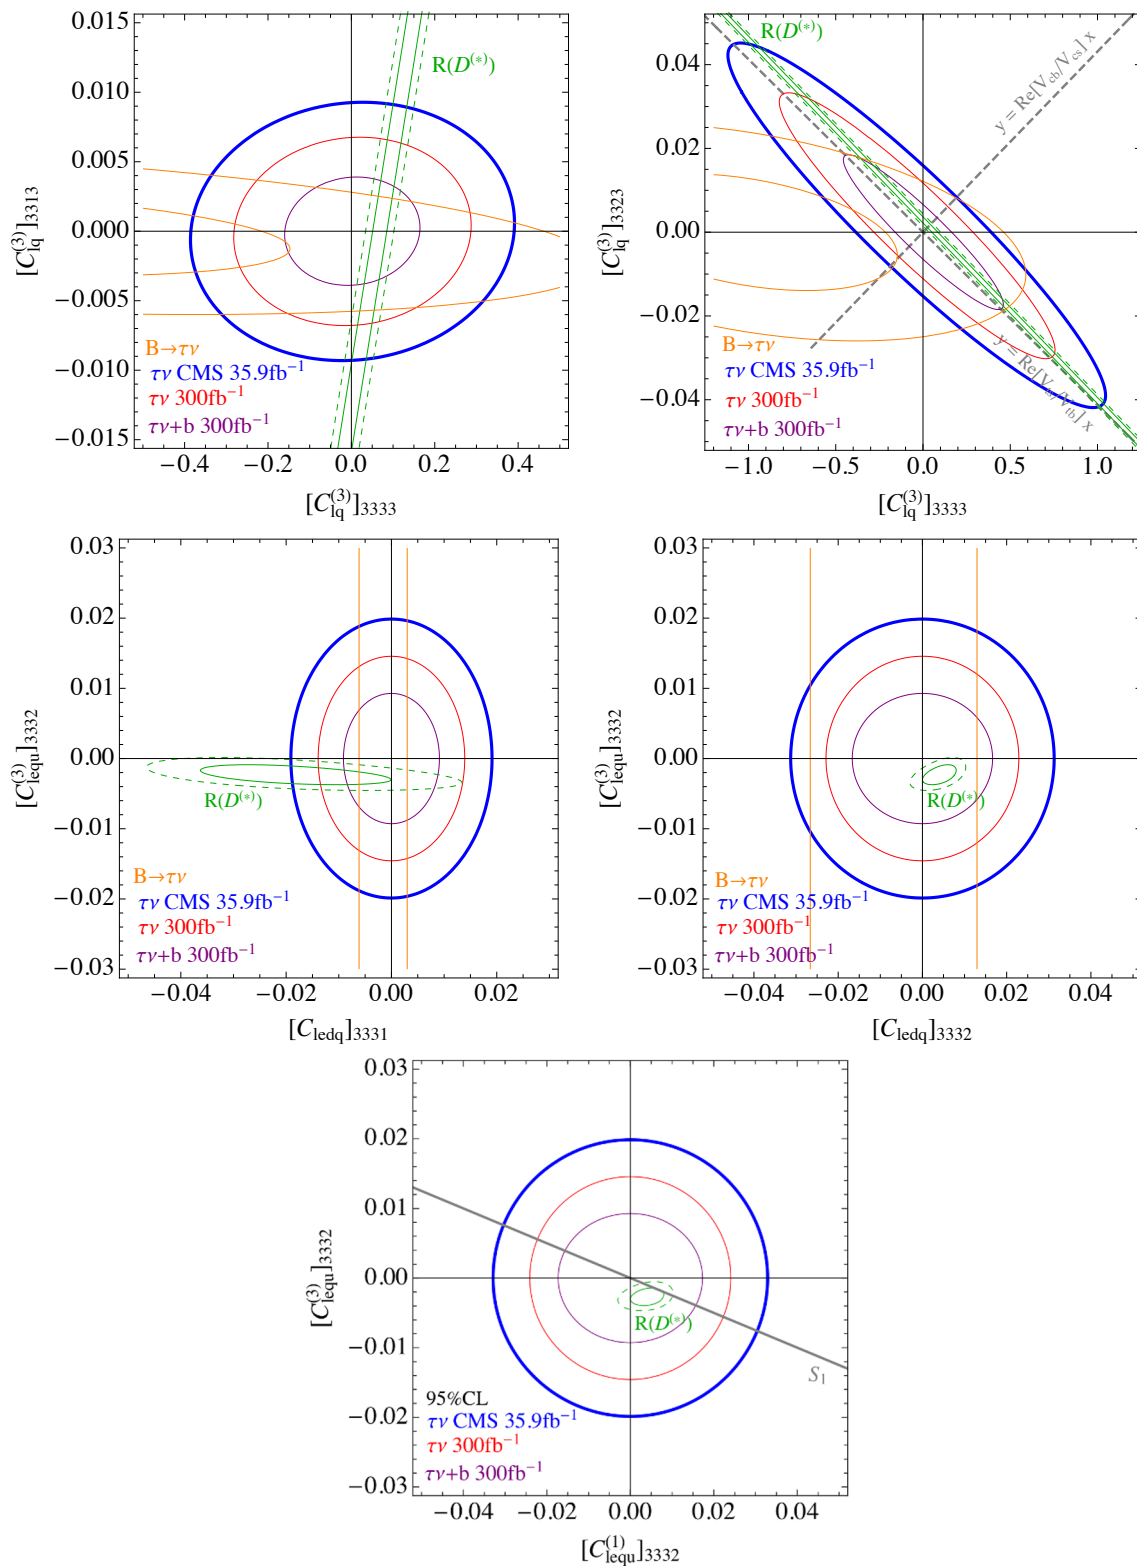 0.015
0.010
0.005
0.000
−0.005
−0.010
−0.015
[C_lq^(3)]_3313
R(D^(*))
B→τν
τν CMS 35.9fb⁻¹
τν 300fb⁻¹
τν+b 300fb⁻¹
−0.4 −0.2 0.0 0.2 0.4
[C_lq^(3)]_3333
0.04
0.02
0.00
−0.02
−0.04
[C_lq^(3)]_3323
R(D^(*))
y = Re[V_cb/V_cs] x
B→τν
τν CMS 35.9fb⁻¹
τν 300fb⁻¹
τν+b 300fb⁻¹
−1.0 −0.5 0.0 0.5 1.0
[C_lq^(3)]_3333
0.03
0.02
0.01
0.00
−0.01
−0.02
−0.03
[C_lequ^(3)]_3332
R(D^(*))
B→τν
τν CMS 35.9fb⁻¹
τν 300fb⁻¹
τν+b 300fb⁻¹
−0.04 −0.02 0.00 0.02
[C_ledq]_3331
0.03
0.02
0.01
0.00
−0.01
−0.02
−0.03
[C_lequ^(3)]_3332
R(D^(*))
B→τν
τν CMS 35.9fb⁻¹
τν 300fb⁻¹
τν+b 300fb⁻¹
−0.04 −0.02 0.00 0.02 0.04
[C_ledq]_3332
0.03
0.02
0.01
0.00
−0.01
−0.02
−0.03
[C_lequ^(3)]_3332
R(D^(*))
S_1
95%CL
τν CMS 35.9fb⁻¹
τν 300fb⁻¹
τν+b 300fb⁻¹
−0.04 −0.02 0.00 0.02 0.04
[C_lequ^(1)]_3332